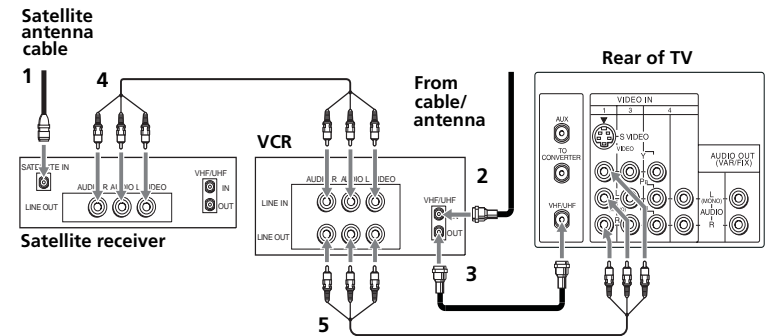 Satellite
antenna
cable
1
4
From
cable/
antenna
Rear of TV
VCR
2
SATELLITE IN
AUDIO R AUDIO L VIDEO
VHF/UHF
IN
LINE OUT
OUT
Satellite receiver
AUDIO R AUDIO L VIDEO
LINE IN
VHF/UHF
IN
LINE OUT
OUT
3
5
AUX
TO
CONVERTER
VHF/UHF
VIDEO IN
1 3 4
S VIDEO
VIDEO
Y
L
R
AUDIO OUT
(VAR/FIX)
L
(MONO)
AUDIO
R